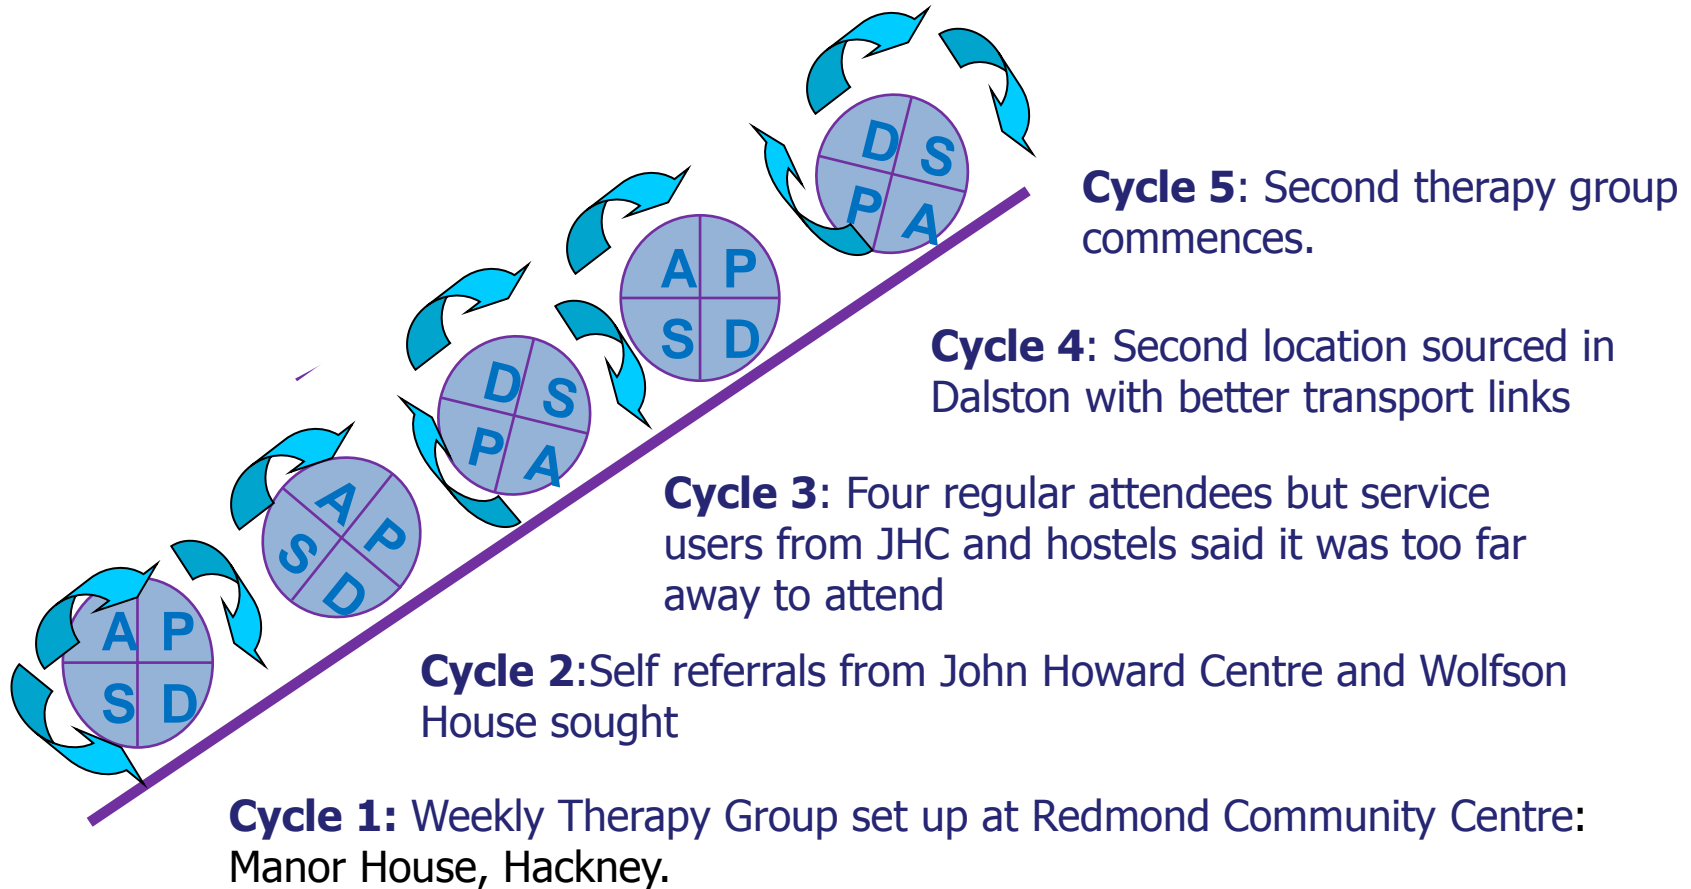 D S
P A
Cycle 5: Second therapy group
commences.
A P
S D
Cycle 4: Second location sourced in
Dalston with better transport links
D S
P A
Cycle 3: Four regular attendees but service
users from JHC and hostels said it was too far
away to attend
A P
S D
Cycle 2:Self referrals from John Howard Centre and Wolfson
House sought
A P
S D
Cycle 1: Weekly Therapy Group set up at Redmond Community Centre:
Manor House, Hackney.